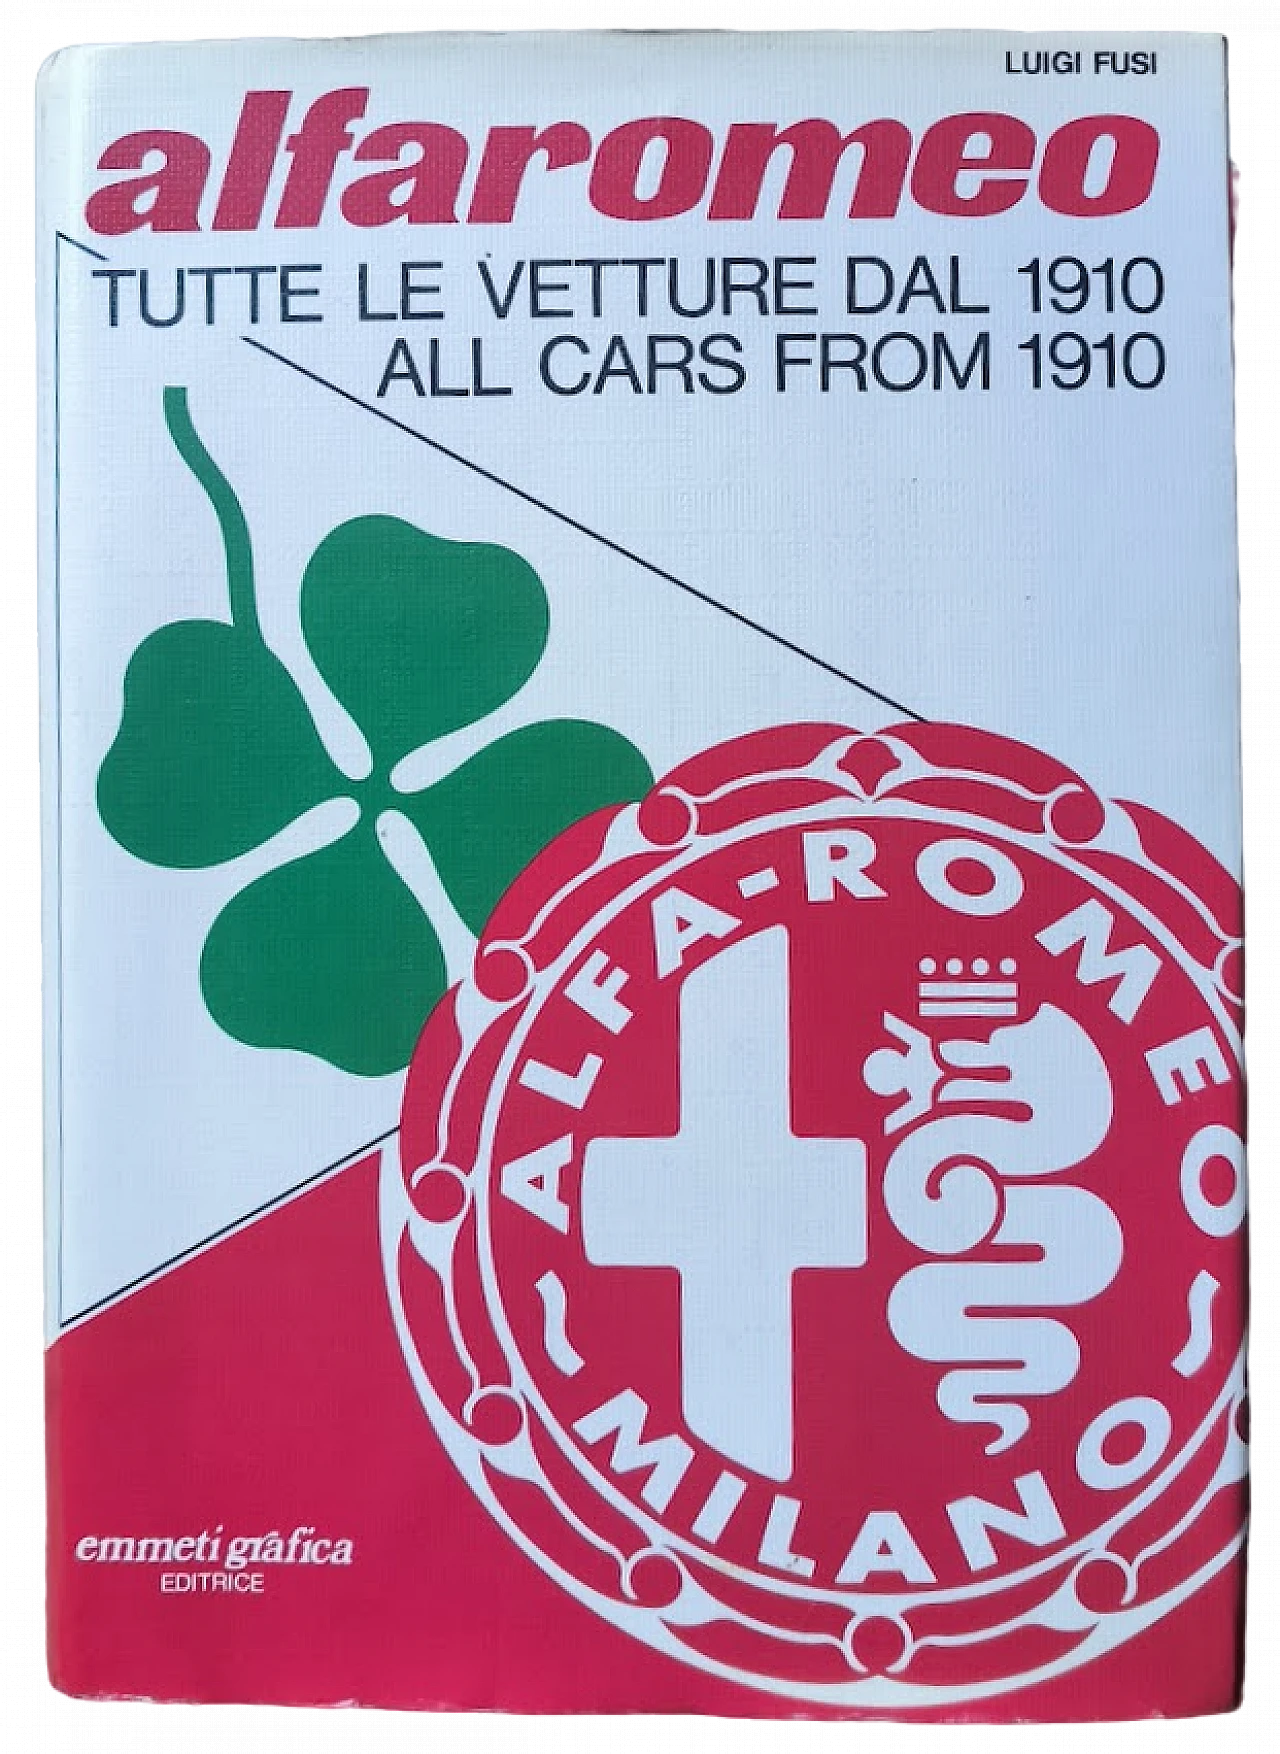 LUIGI FUSI
alfaromeo
TUTTE LE VETTURE DAL 1910
ALL CARS FROM 1910
ALFA-ROMEO
MILANO
emmeti grafica
EDITRICE